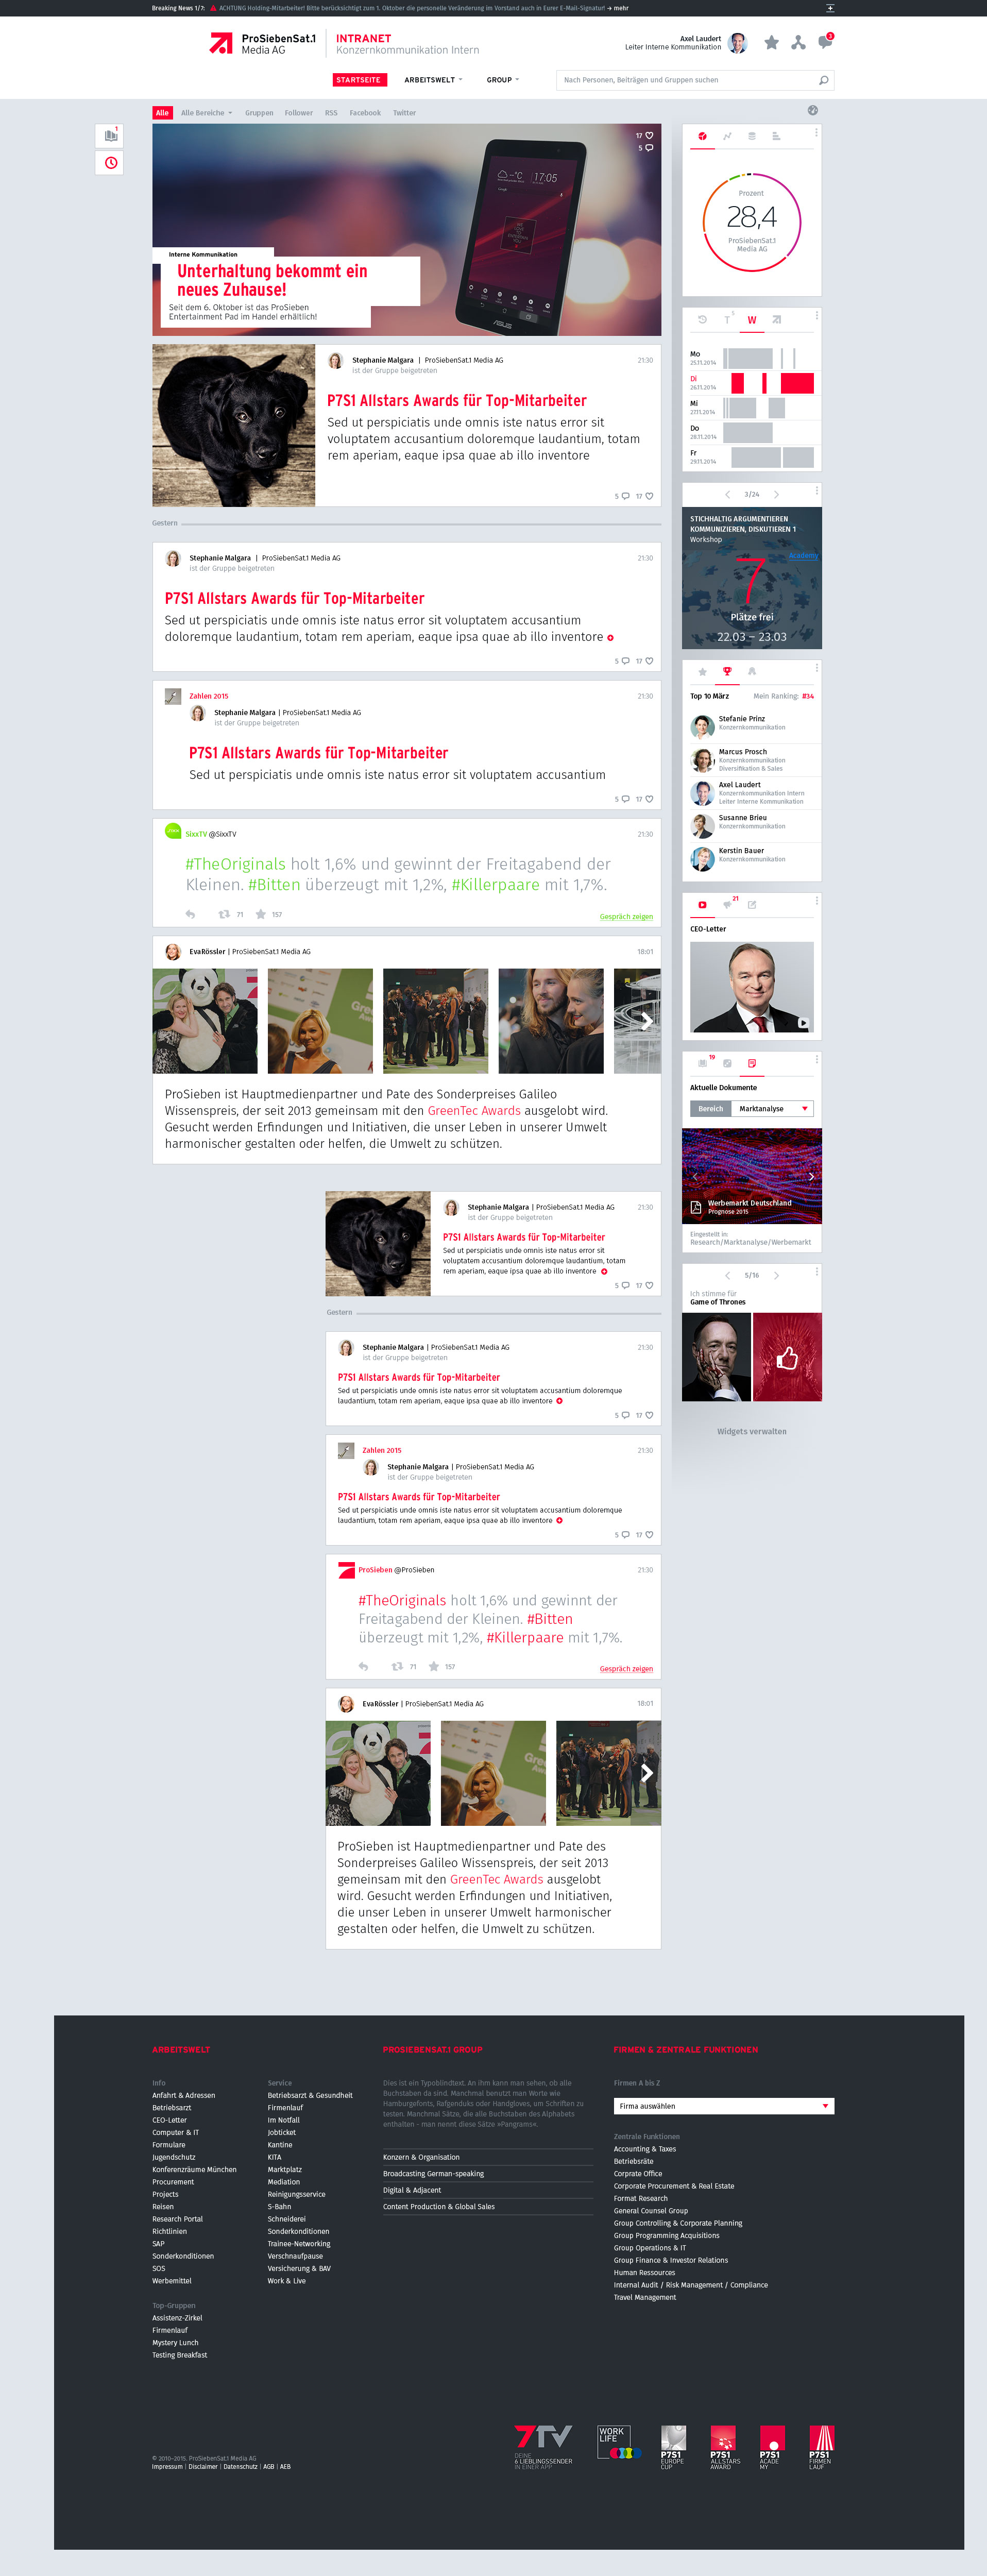 Breaking News 1/7:
ACHTUNG Holding-Mitarbeiter! Bitte berücksichtigt zum 1. Oktober die personelle Veränderung im Vorstand auch in Eurer E-Mail-Signatur! → mehr
ProSiebenSat.1
Media AG
INTRANET
Konzernkommunikation Intern
Axel Laudert
Leiter Interne Kommunikation
3
STARTSEITE
ARBEITSWELT
GROUP
Nach Personen, Beiträgen und Gruppen suchen
Alle
Alle Bereiche
Gruppen
Follower
RSS
Facebook
Twitter
1
17
5
Interne Kommunikation
Unterhaltung bekommt ein
neues Zuhause!
Seit dem 6. Oktober ist das ProSieben
Entertainment Pad im Handel erhältlich!
Stephanie Malgara | ProSiebenSat.1 Media AG
21:30
ist der Gruppe beigetreten
P7S1 Allstars Awards für Top-Mitarbeiter
Sed ut perspiciatis unde omnis iste natus error sit
voluptatem accusantium doloremque laudantium, totam
rem aperiam, eaque ipsa quae ab illo inventore
5 17
Gestern
Stephanie Malgara | ProSiebenSat.1 Media AG
21:30
ist der Gruppe beigetreten
P7S1 Allstars Awards für Top-Mitarbeiter
Sed ut perspiciatis unde omnis iste natus error sit voluptatem accusantium
doloremque laudantium, totam rem aperiam, eaque ipsa quae ab illo inventore
5 17
Zahlen 2015
21:30
Stephanie Malgara | ProSiebenSat.1 Media AG
ist der Gruppe beigetreten
P7S1 Allstars Awards für Top-Mitarbeiter
Sed ut perspiciatis unde omnis iste natus error sit voluptatem accusantium
5 17
SixxTV @SixxTV
21:30
#TheOriginals holt 1,6% und gewinnt der Freitagabend der
Kleinen. #Bitten überzeugt mit 1,2%, #Killerpaare mit 1,7%.
71 157
Gespräch zeigen
EvaRössler | ProSiebenSat.1 Media AG
18:01
ProSieben ist Hauptmedienpartner und Pate des Sonderpreises Galileo
Wissenspreis, der seit 2013 gemeinsam mit den GreenTec Awards ausgelobt wird.
Gesucht werden Erfindungen und Initiativen, die unser Leben in unserer Umwelt
harmonischer gestalten oder helfen, die Umwelt zu schützen.
Stephanie Malgara | ProSiebenSat.1 Media AG
21:30
ist der Gruppe beigetreten
P7S1 Allstars Awards für Top-Mitarbeiter
Sed ut perspiciatis unde omnis iste natus error sit
voluptatem accusantium doloremque laudantium, totam
rem aperiam, eaque ipsa quae ab illo inventore
5 17
Gestern
Stephanie Malgara | ProSiebenSat.1 Media AG
21:30
ist der Gruppe beigetreten
P7S1 Allstars Awards für Top-Mitarbeiter
Sed ut perspiciatis unde omnis iste natus error sit voluptatem accusantium doloremque
laudantium, totam rem aperiam, eaque ipsa quae ab illo inventore
5 17
Zahlen 2015
21:30
Stephanie Malgara | ProSiebenSat.1 Media AG
ist der Gruppe beigetreten
P7S1 Allstars Awards für Top-Mitarbeiter
Sed ut perspiciatis unde omnis iste natus error sit voluptatem accusantium doloremque
laudantium, totam rem aperiam, eaque ipsa quae ab illo inventore
5 17
ProSieben @ProSieben
21:30
#TheOriginals holt 1,6% und gewinnt der
Freitagabend der Kleinen. #Bitten
überzeugt mit 1,2%, #Killerpaare mit 1,7%.
71 157
Gespräch zeigen
EvaRössler | ProSiebenSat.1 Media AG
18:01
ProSieben ist Hauptmedienpartner und Pate des
Sonderpreises Galileo Wissenspreis, der seit 2013
gemeinsam mit den GreenTec Awards ausgelobt
wird. Gesucht werden Erfindungen und Initiativen,
die unser Leben in unserer Umwelt harmonischer
gestalten oder helfen, die Umwelt zu schützen.
Prozent
28,4
ProSiebenSat.1
Media AG
T
W
Mo
25.11.2014
Di
26.11.2014
Mi
27.11.2014
Do
28.11.2014
Fr
29.11.2014
3/24
STICHHALTIG ARGUMENTIEREN
KOMMUNIZIEREN, DISKUTIEREN 1
Workshop
Academy
7
Plätze frei
22.03 – 23.03
Top 10 März
Mein Ranking: #34
Stefanie Prinz
Konzernkommunikation
Marcus Prosch
Konzernkommunikation
Diversifikation & Sales
Axel Laudert
Konzernkommunikation Intern
Leiter Interne Kommunikation
Susanne Brieu
Konzernkommunikation
Kerstin Bauer
Konzernkommunikation
21
CEO-Letter
19
Aktuelle Dokumente
Bereich
Marktanalyse
Werbemarkt Deutschland
Prognose 2015
Eingestellt in:
Research/Marktanalyse/Werbemarkt
5/16
Ich stimme für
Game of Thrones
Widgets verwalten
ARBEITSWELT
Info
Anfahrt & Adressen
Betriebsarzt
CEO-Letter
Computer & IT
Formulare
Jugendschutz
Konferenzräume München
Procurement
Projects
Reisen
Research Portal
Richtlinien
SAP
Sonderkonditionen
SOS
Werbemittel
Top-Gruppen
Assistenz-Zirkel
Firmenlauf
Mystery Lunch
Testing Breakfast
Service
Betriebsarzt & Gesundheit
Firmenlauf
Im Notfall
Jobticket
Kantine
KITA
Marktplatz
Mediation
Reinigungsservice
S-Bahn
Schneiderei
Sonderkonditionen
Trainee-Networking
Verschnaufpause
Versicherung & BAV
Work & Live
PROSIEBENSAT.1 GROUP
Dies ist ein Typoblindtext. An ihm kann man sehen, ob alle
Buchstaben da sind. Manchmal benutzt man Worte wie
Hamburgefonts, Rafgenduks oder Handgloves, um Schriften zu
testen. Manchmal Sätze, die alle Buchstaben des Alphabets
enthalten - man nennt diese Sätze »Pangrams«.
Konzern & Organisation
Broadcasting German-speaking
Digital & Adjacent
Content Production & Global Sales
FIRMEN & ZENTRALE FUNKTIONEN
Firmen A bis Z
Firma auswählen
Zentrale Funktionen
Accounting & Taxes
Betriebsräte
Corprate Office
Corporate Procurement & Real Estate
Format Research
General Counsel Group
Group Controlling & Corporate Planning
Group Programming Acquisitions
Group Operations & IT
Group Finance & Investor Relations
Human Ressources
Internal Audit / Risk Management / Compliance
Travel Management
© 2010–2015. ProSiebenSat.1 Media AG
Impressum | Disclaimer | Datenschutz | AGB | AEB
7TV
DEINE
6 LIEBLINGSSENDER
IN EINER APP
WORK
LIFE
P7S1
EUROPE
CUP
P7S1
ALLSTARS
AWARD
P7S1
ACADE
MY
P7S1
FIRMEN
LAUF